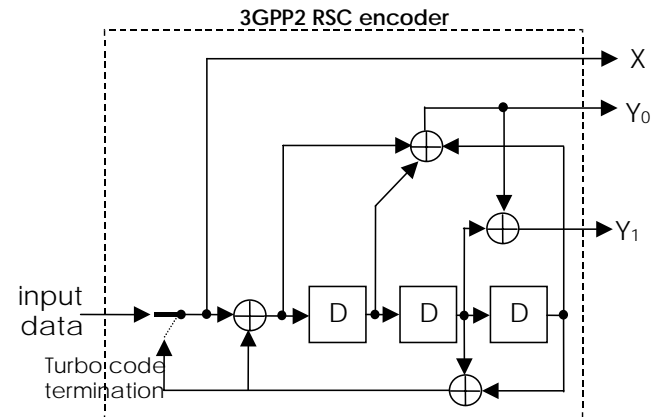 3GPP2 RSC encoder
X
Y0
Y1
input
data
D
D
D
Turbo code
termination